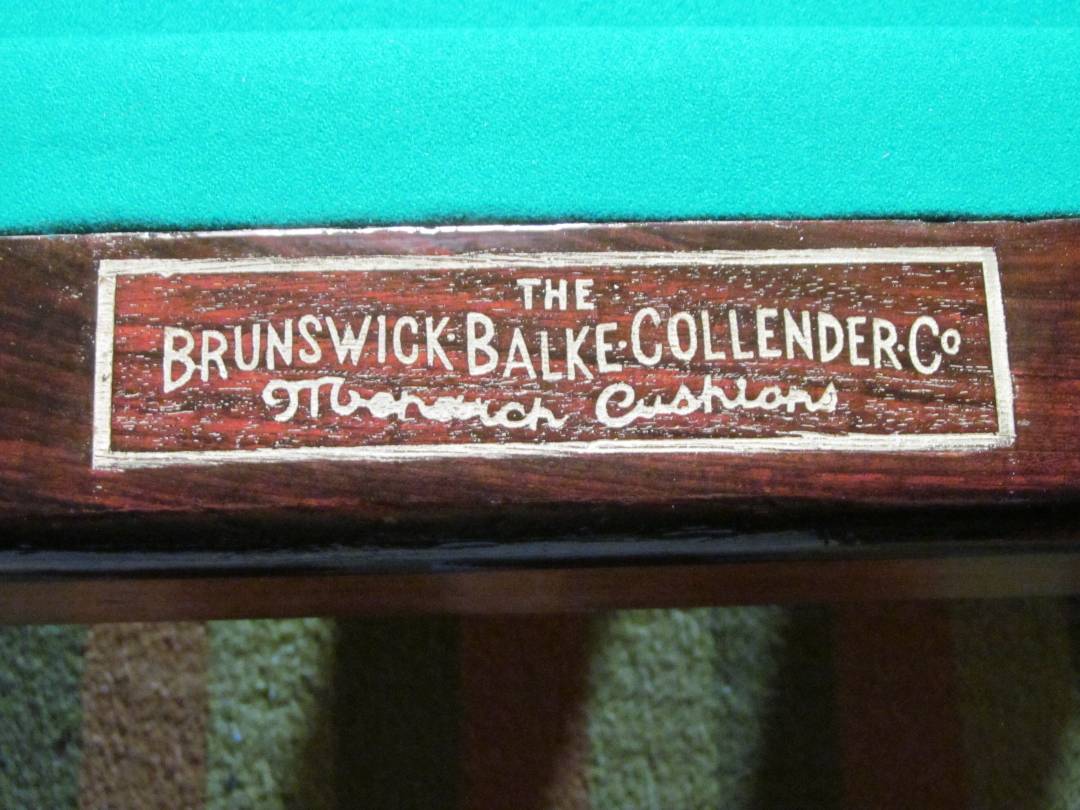 THE
BRUNSWICK·BALKE·COLLENDER·Co
Monarch Cushions